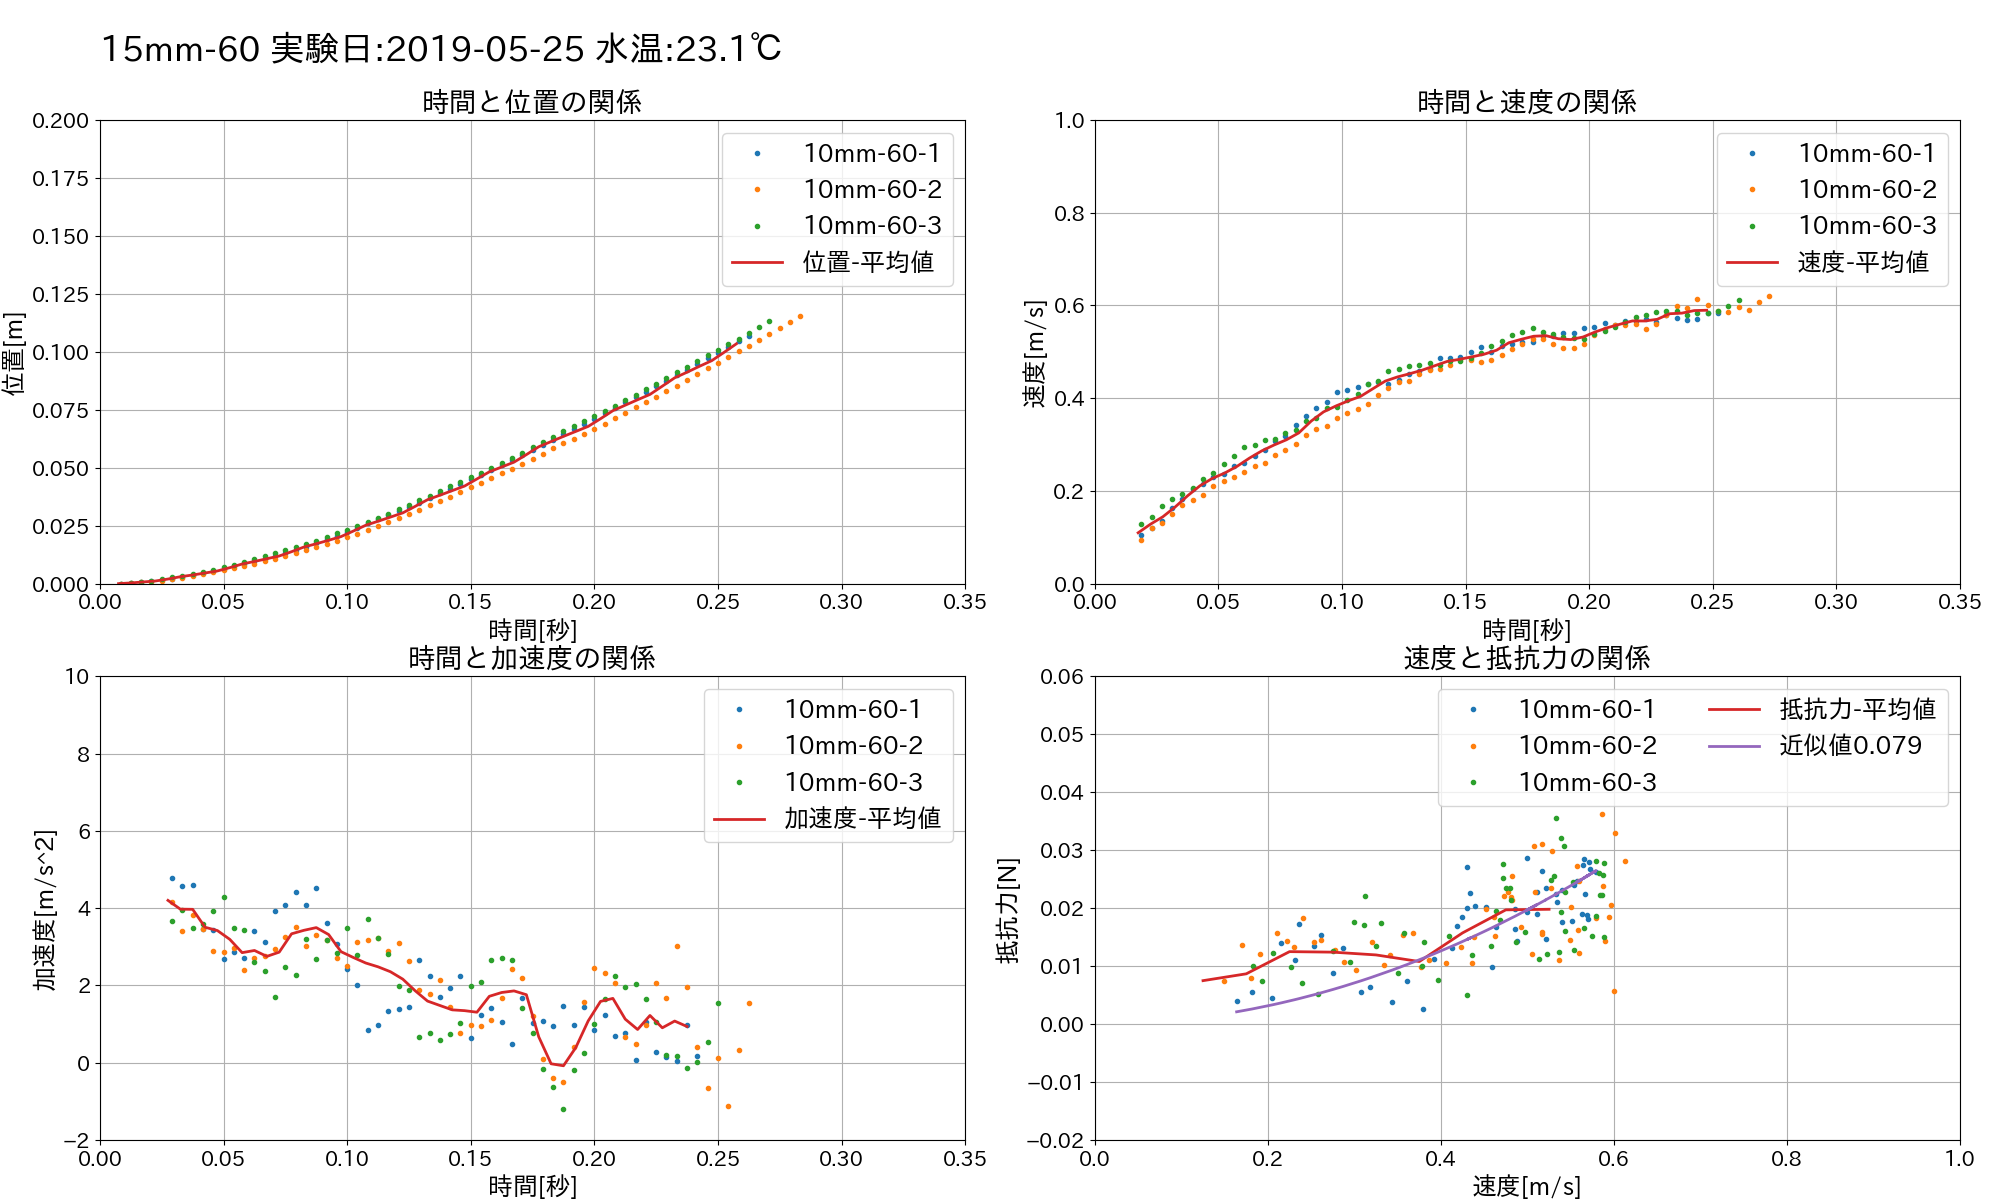 15mm-60 実験日:2019-05-25 水温:23.1℃
時間と位置の関係
0.200
0.175
0.150
0.125
0.100
0.075
0.050
0.025
0.000
位置[m]
10mm-60-1
10mm-60-2
10mm-60-3
位置-平均値
0.00 0.05 0.10 0.15 0.20 0.25 0.30 0.35
時間[秒]
時間と速度の関係
1.0
0.8
0.6
0.4
0.2
0.0
速度[m/s]
10mm-60-1
10mm-60-2
10mm-60-3
速度-平均値
0.00 0.05 0.10 0.15 0.20 0.25 0.30 0.35
時間[秒]
時間と加速度の関係
10
8
6
4
2
0
−2
加速度[m/s^2]
10mm-60-1
10mm-60-2
10mm-60-3
加速度-平均値
0.00 0.05 0.10 0.15 0.20 0.25 0.30 0.35
時間[秒]
速度と抵抗力の関係
0.06
0.05
0.04
0.03
0.02
0.01
0.00
−0.01
−0.02
抵抗力[N]
10mm-60-1
10mm-60-2
10mm-60-3
抵抗力-平均値
近似値0.079
0.0 0.2 0.4 0.6 0.8 1.0
速度[m/s]